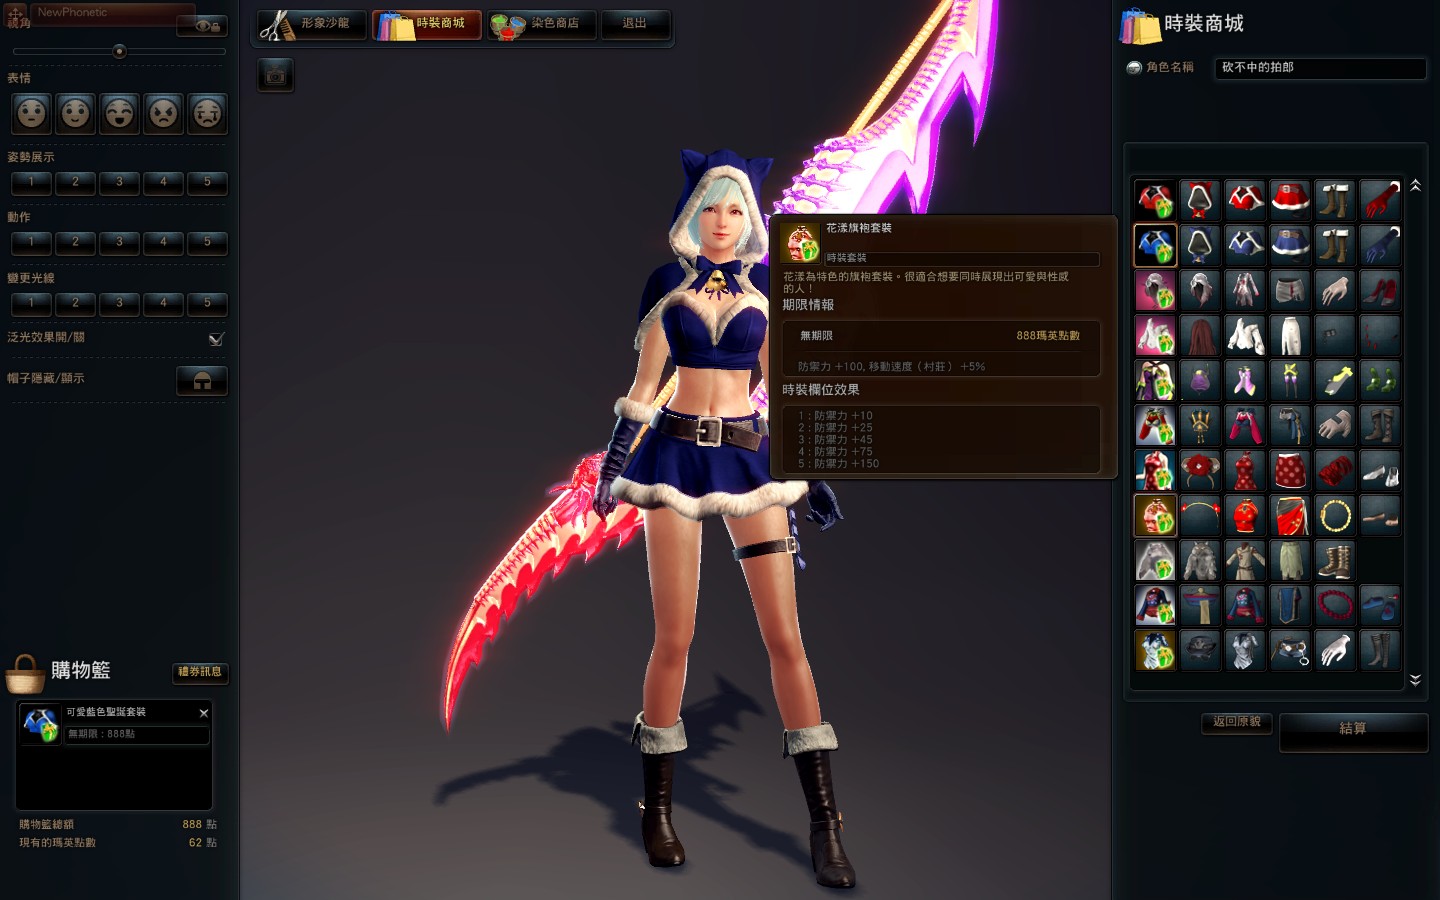 NewPhonetic
視角
表情
姿勢展示
1 2 3 4 5
動作
1 2 3 4 5
變更光線
1 2 3 4 5
泛光效果開/關
帽子隱藏/顯示
購物籃
禮券訊息
可愛藍色聖誕套裝
無期限：888點
購物籃總額 888 點
現有的瑪英點數 62 點
形象沙龍
時裝商城
染色商店
退出
花漾旗袍套裝
時裝套裝
花漾為特色的旗袍套裝。很適合想要同時展現出可愛與性感
的人！
期限情報
無期限 888瑪英點數
防禦力 +100, 移動速度（村莊）+5%
時裝欄位效果
1：防禦力 +10
2：防禦力 +25
3：防禦力 +45
4：防禦力 +75
5：防禦力 +150
時裝商城
角色名稱 砍不中的拍郎
返回原貌
結算